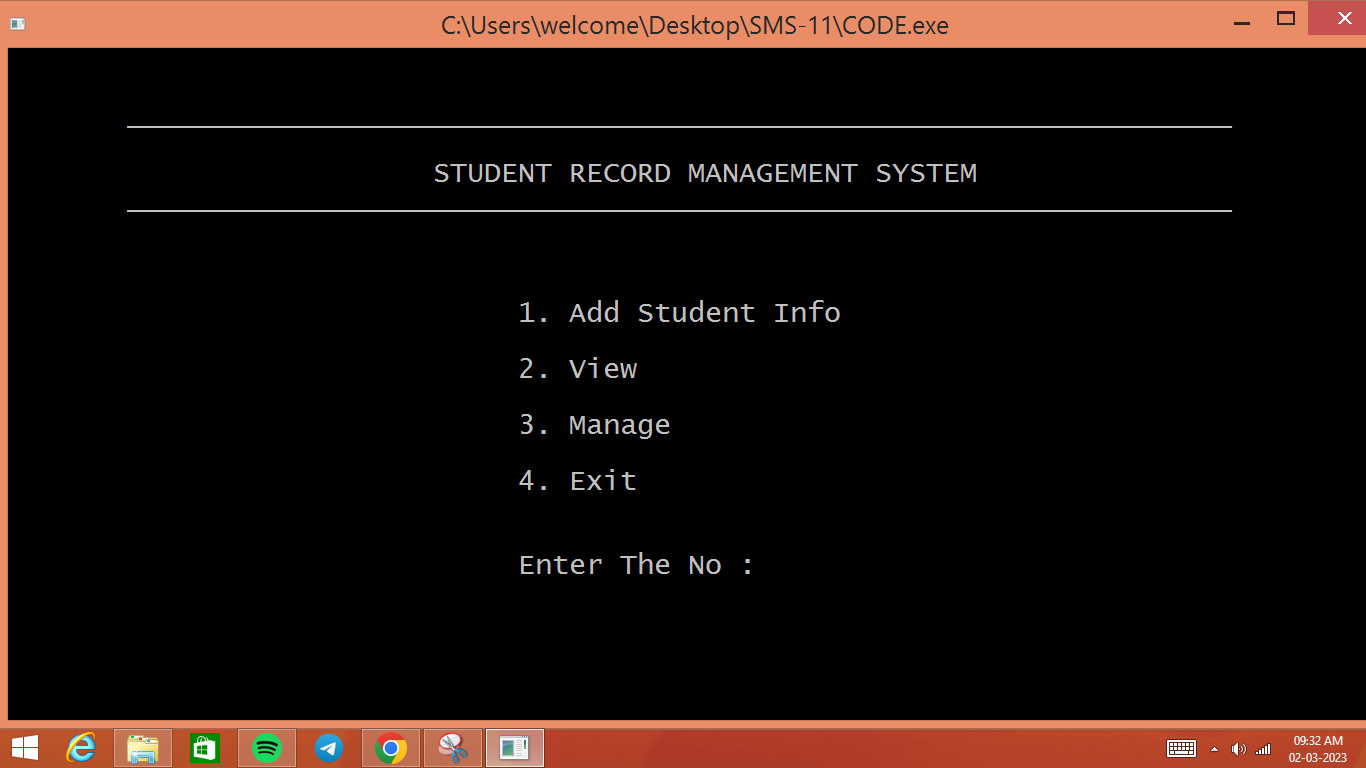 C:\Users\welcome\Desktop\SMS-11\CODE.exe
STUDENT RECORD MANAGEMENT SYSTEM
1. Add Student Info
2. View
3. Manage
4. Exit
Enter The No :
09:32 AM
02-03-2023